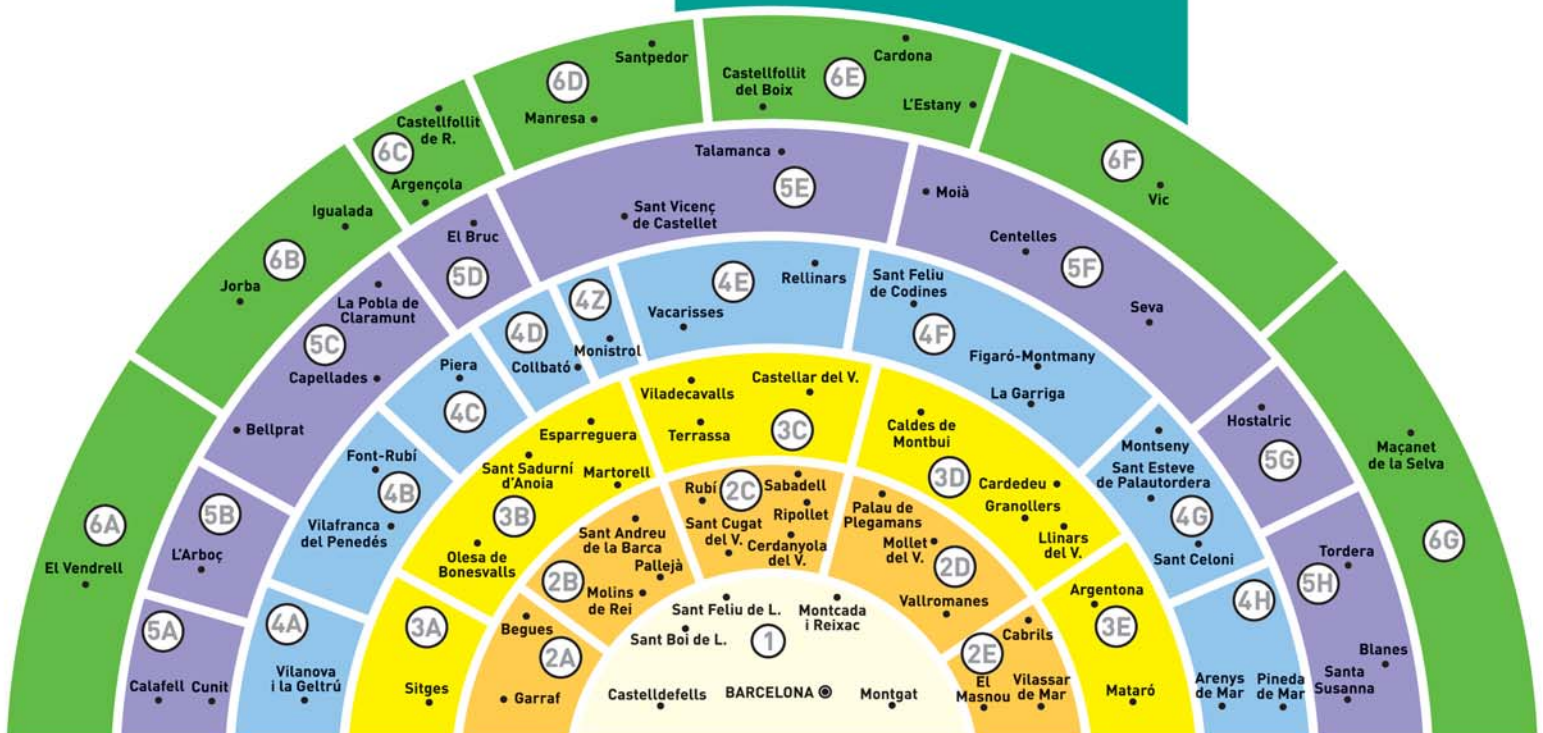 6A
El Vendrell
6B
Igualada
Jorba
6C
Castellfollit
de R.
Argençola
6D
Santpedor
Manresa
6E
Cardona
Castellfollit
del Boix
L'Estany
6F
Vic
6G
Maçanet
de la Selva
5A
Calafell
Cunit
5B
L'Arboç
5C
La Pobla de
Claramunt
Capellades
Bellprat
5D
El Bruc
5E
Talamanca
Sant Vicenç
de Castellet
5F
Moià
Centelles
Seva
5G
Hostalric
5H
Tordera
Blanes
Santa
Susanna
4A
Vilanova
i la Geltrú
4B
Font-Rubí
Vilafranca
del Penedés
4C
Piera
4D
Collbató
4Z
Monistrol
4E
Rellinars
Vacarisses
4F
Sant Feliu
de Codines
Figaró-Montmany
La Garriga
4G
Montseny
Sant Esteve
de Palautordera
Sant Celoni
4H
Arenys
de Mar
Pineda
de Mar
3A
Sitges
3B
Esparreguera
Sant Sadurní
d'Anoia
Martorell
Olesa de
Bonesvalls
3C
Viladecavalls
Castellar del V.
Terrassa
3D
Caldes de
Montbui
Cardedeu
Granollers
Llinars
del V.
3E
Argentona
Mataró
2A
Begues
Garraf
2B
Sant Andreu
de la Barca
Pallejà
Molins
de Rei
2C
Rubí
Sabadell
Ripollet
Sant Cugat
del V.
Cerdanyola
del V.
2D
Palau de
Plegamans
Mollet
del V.
Vallromanes
2E
Cabrils
El
Masnou
Vilassar
de Mar
1
Sant Feliu de L.
Montcada
i Reixac
Sant Boi de L.
Castelldefells
BARCELONA
Montgat